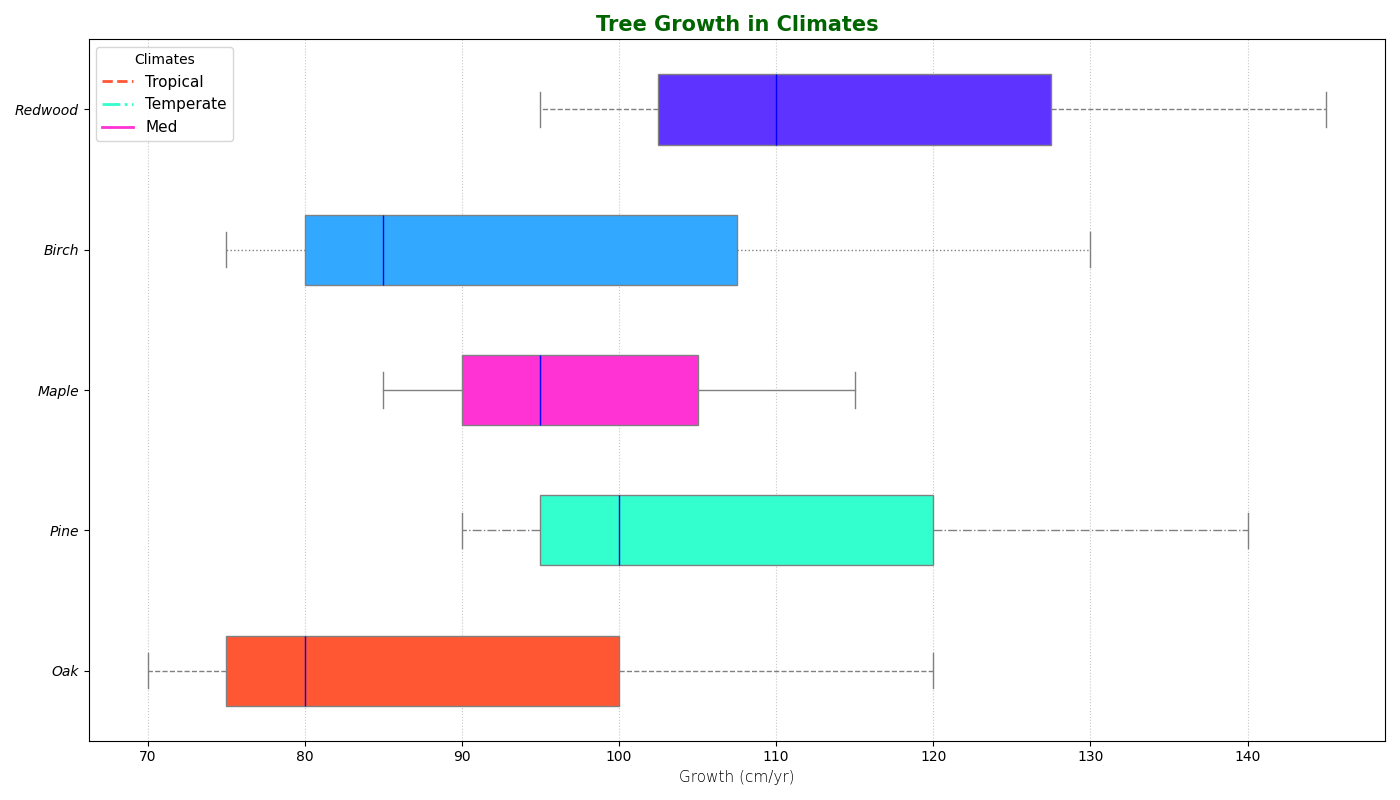 Tree Growth in Climates
Climates
Tropical
Temperate
Med
Redwood
Birch
Maple
Pine
Oak
70 80 90 100 110 120 130 140
Growth (cm/yr)